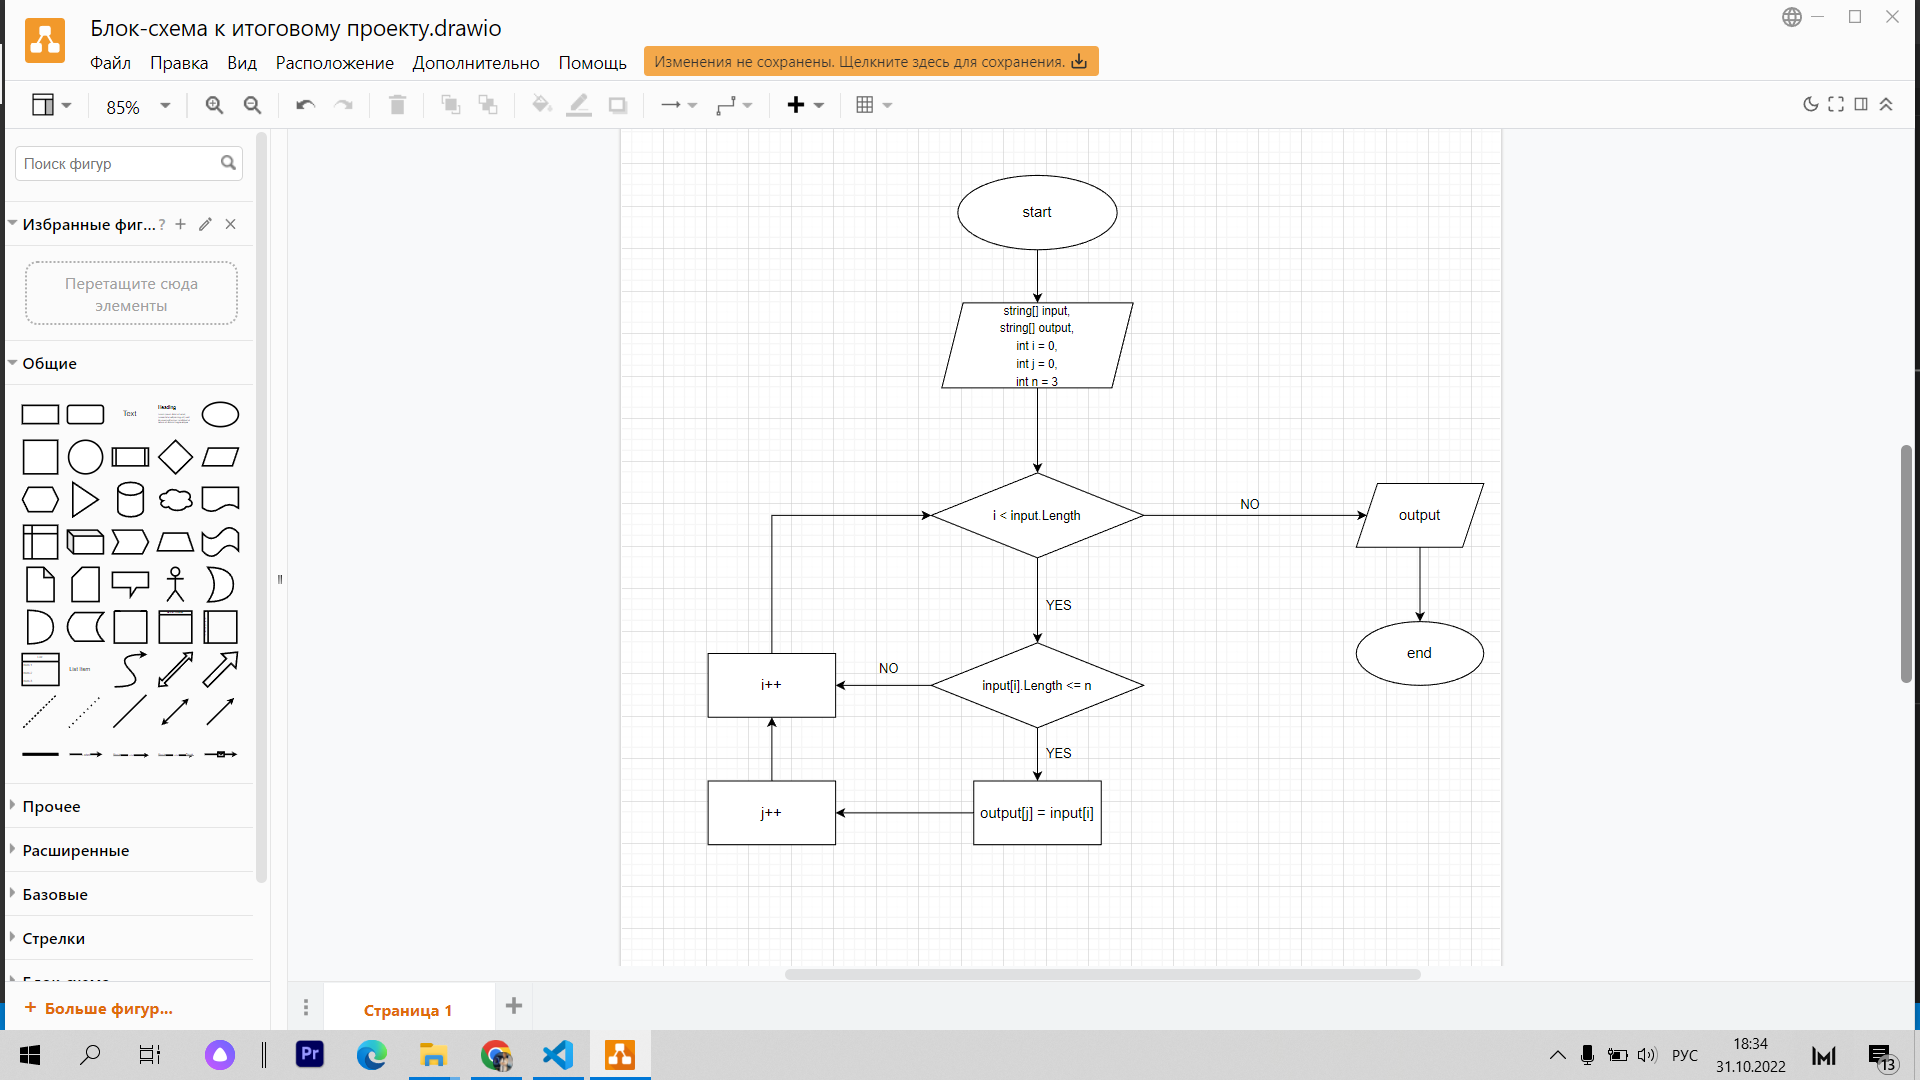 Блок-схема к итоговому проекту.drawio
Файл Правка Вид Расположение Дополнительно Помощь
Изменения не сохранены. Щелкните здесь для сохранения.
85%
Поиск фигур
Избранные фиг... ?
Перетащите сюда
элементы
Общие
Text
Heading
List Item
Прочее
Расширенные
Базовые
Стрелки
Больше фигур...
start
string[] input,
string[] output,
int i = 0,
int j = 0,
int n = 3
i < input.Length
NO
output
YES
end
input[i].Length <= n
NO
i++
YES
output[j] = input[i]
j++
Страница 1
Pr
РУС
18:34
31.10.2022
13